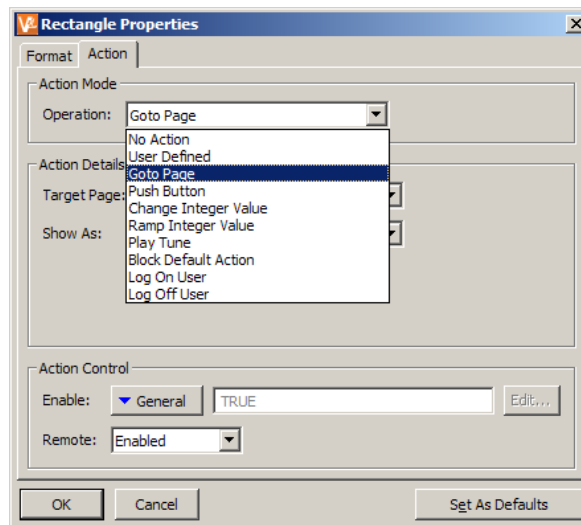 Rectangle Properties
Format Action
Action Mode
Operation: Goto Page
No Action
User Defined
Action Details
Goto Page
Target Page:
Push Button
Change Integer Value
Show As:
Ramp Integer Value
Play Tune
Block Default Action
Log On User
Log Off User
Action Control
Enable: General TRUE Edit...
Remote: Enabled
OK Cancel Set As Defaults